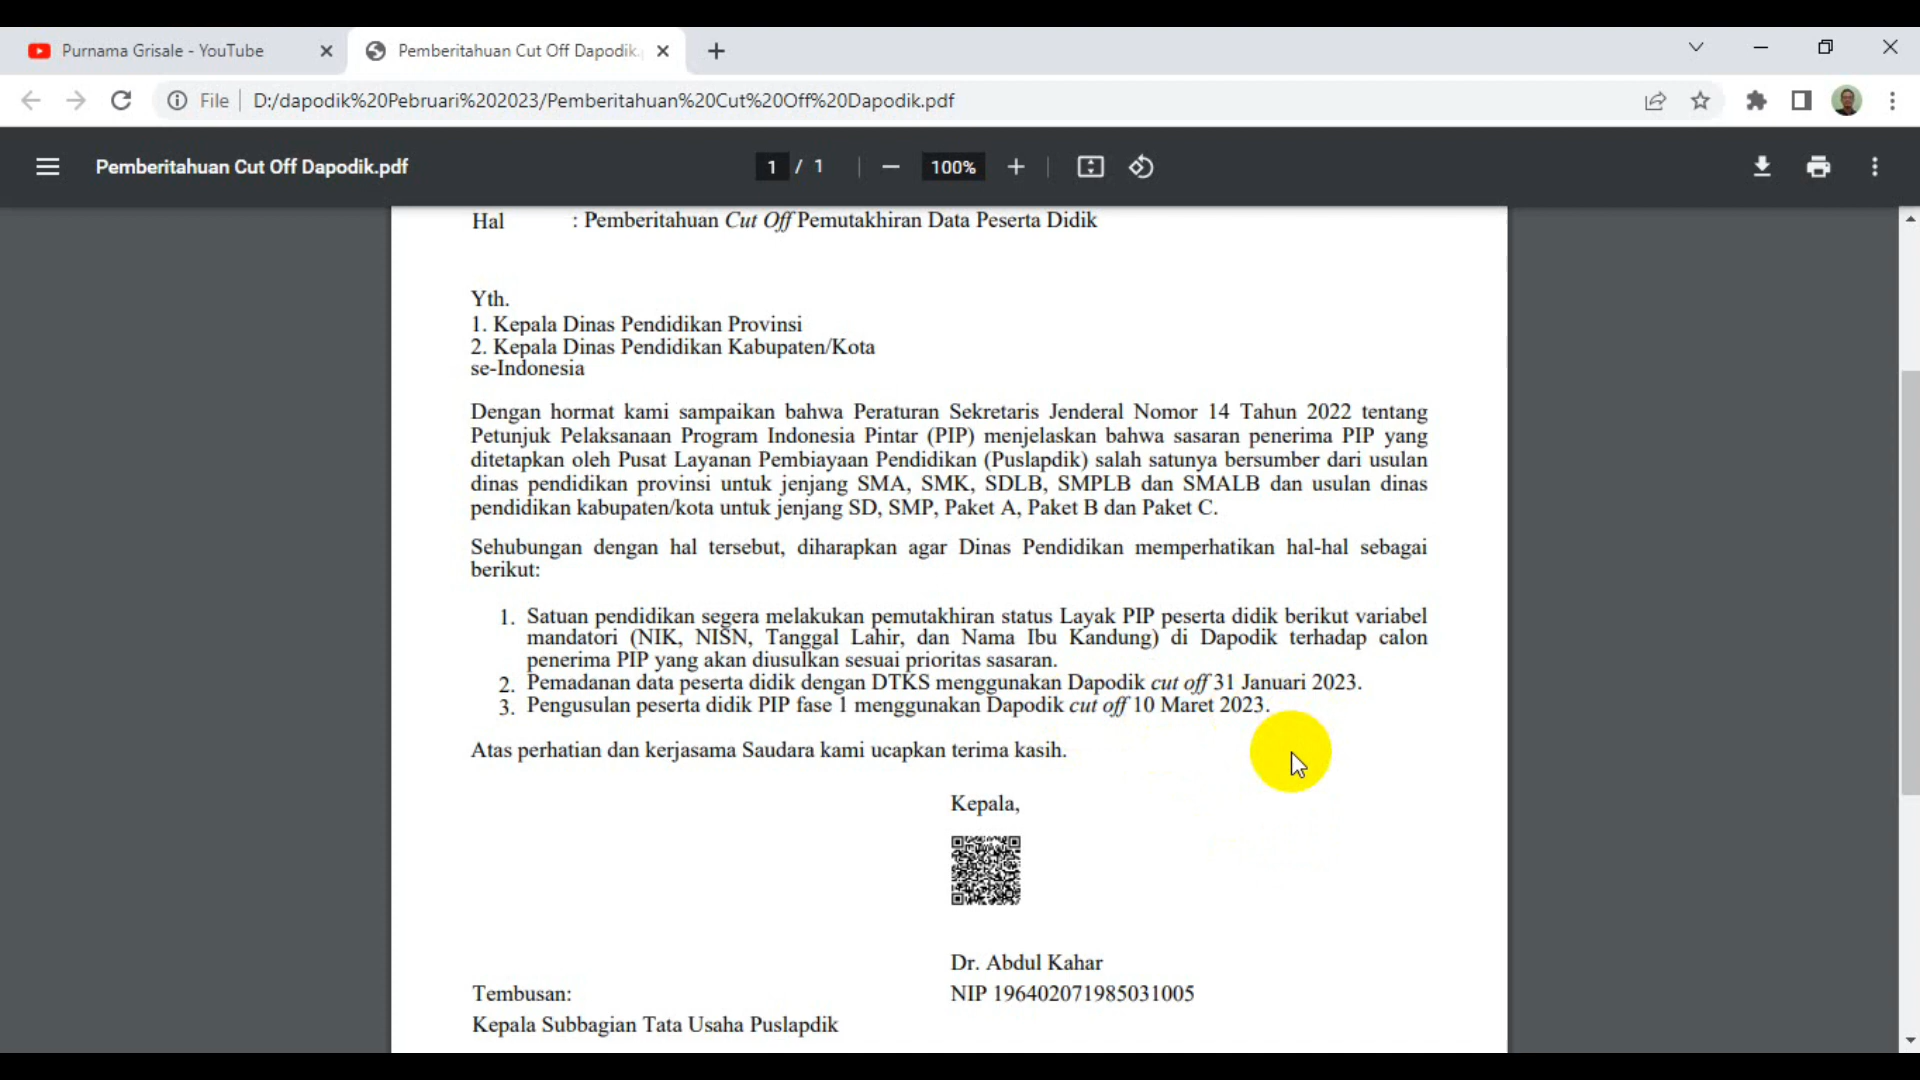 Purnama Grisale - YouTube
Pemberitahuan Cut Off Dapodik.
File
D:/dapodik%20Pebruari%202023/Pemberitahuan%20Cut%20Off%20Dapodik.pdf
Pemberitahuan Cut Off Dapodik.pdf
1 / 1
100%
Hal : Pemberitahuan Cut Off Pemutakhiran Data Peserta Didik
Yth.
1. Kepala Dinas Pendidikan Provinsi
2. Kepala Dinas Pendidikan Kabupaten/Kota
se-Indonesia
Dengan hormat kami sampaikan bahwa Peraturan Sekretaris Jenderal Nomor 14 Tahun 2022 tentang
Petunjuk Pelaksanaan Program Indonesia Pintar (PIP) menjelaskan bahwa sasaran penerima PIP yang
ditetapkan oleh Pusat Layanan Pembiayaan Pendidikan (Puslapdik) salah satunya bersumber dari usulan
dinas pendidikan provinsi untuk jenjang SMA, SMK, SDLB, SMPLB dan SMALB dan usulan dinas
pendidikan kabupaten/kota untuk jenjang SD, SMP, Paket A, Paket B dan Paket C.
Sehubungan dengan hal tersebut, diharapkan agar Dinas Pendidikan memperhatikan hal-hal sebagai
berikut:
1. Satuan pendidikan segera melakukan pemutakhiran status Layak PIP peserta didik berikut variabel
mandatori (NIK, NISN, Tanggal Lahir, dan Nama Ibu Kandung) di Dapodik terhadap calon
penerima PIP yang akan diusulkan sesuai prioritas sasaran.
2. Pemadanan data peserta didik dengan DTKS menggunakan Dapodik cut off 31 Januari 2023.
3. Pengusulan peserta didik PIP fase 1 menggunakan Dapodik cut off 10 Maret 2023.
Atas perhatian dan kerjasama Saudara kami ucapkan terima kasih.
Kepala,
Dr. Abdul Kahar
NIP 196402071985031005
Tembusan:
Kepala Subbagian Tata Usaha Puslapdik